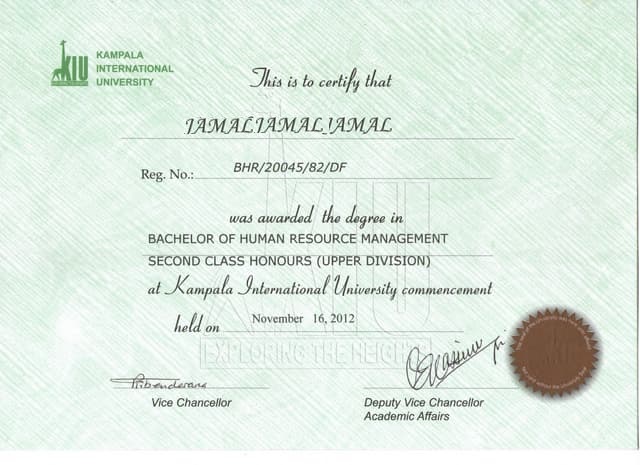 KAMPALA
INTERNATIONAL
UNIVERSITY
KIU
This is to certify that
JAMAL JAMAL JAMAL
Reg. No.: BHR/20045/82/DF
was awarded the degree in
BACHELOR OF HUMAN RESOURCE MANAGEMENT
SECOND CLASS HONOURS (UPPER DIVISION)
at Kampala International University commencement
held on November 16, 2012
KIU
EXPLORING THE HEIGHTS
Vice Chancellor
Deputy Vice Chancellor
Academic Affairs